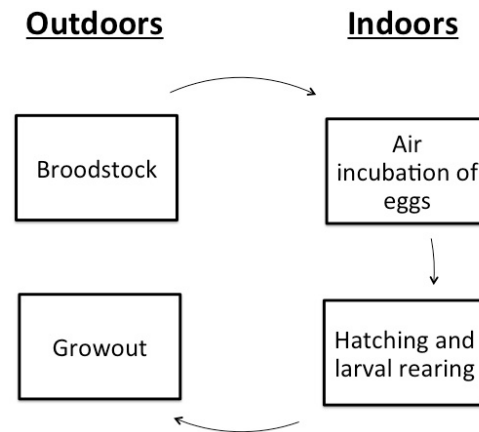 Outdoors
Indoors
Broodstock
Air
incubation of
eggs
Growout
Hatching and
larval rearing